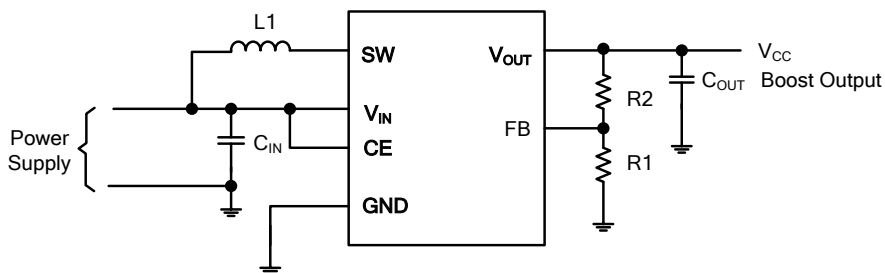 L1
SW
VOUT
VCC
COUT Boost Output
R2
VIN
Power
Supply
CIN
CE
FB
R1
GND